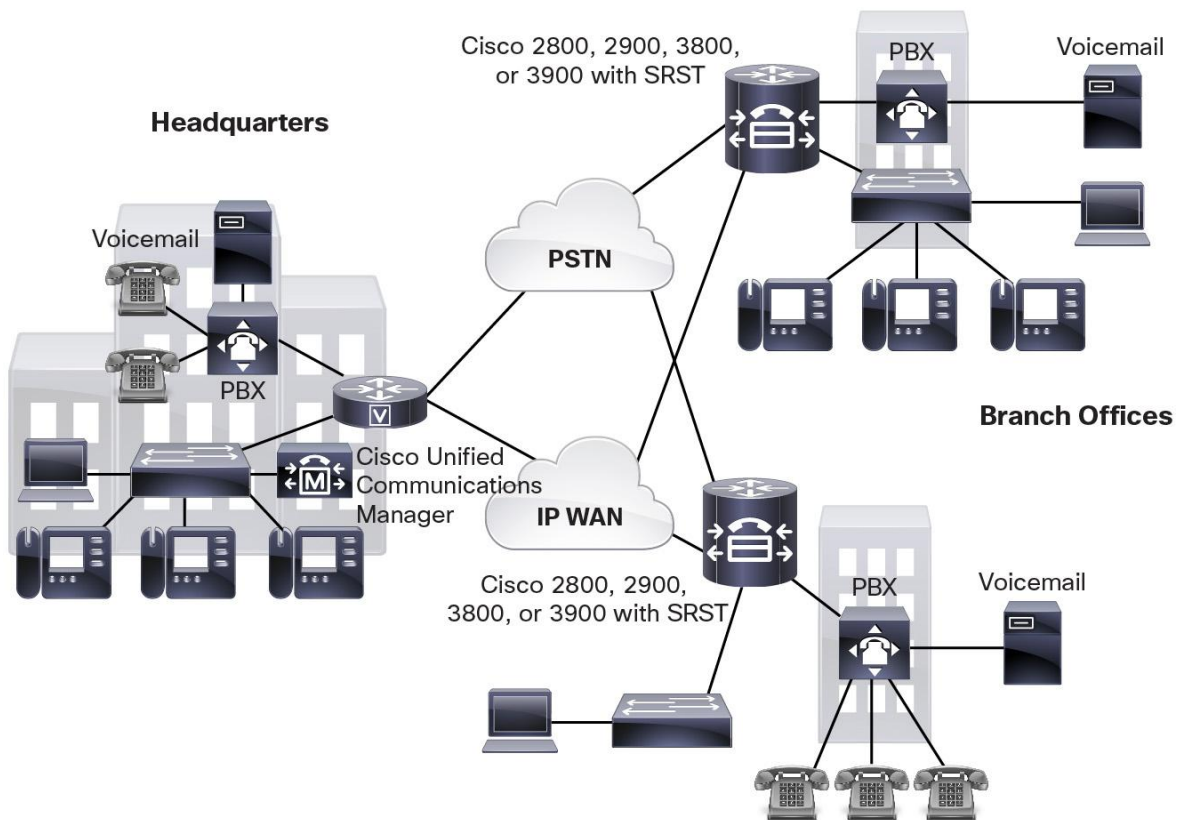 Cisco 2800, 2900, 3800,
or 3900 with SRST
PBX
Voicemail
Headquarters
Voicemail
PSTN
PBX
V
Branch Offices
Cisco Unified
Communications
Manager
M
IP WAN
Cisco 2800, 2900,
3800, or 3900 with SRST
PBX
Voicemail